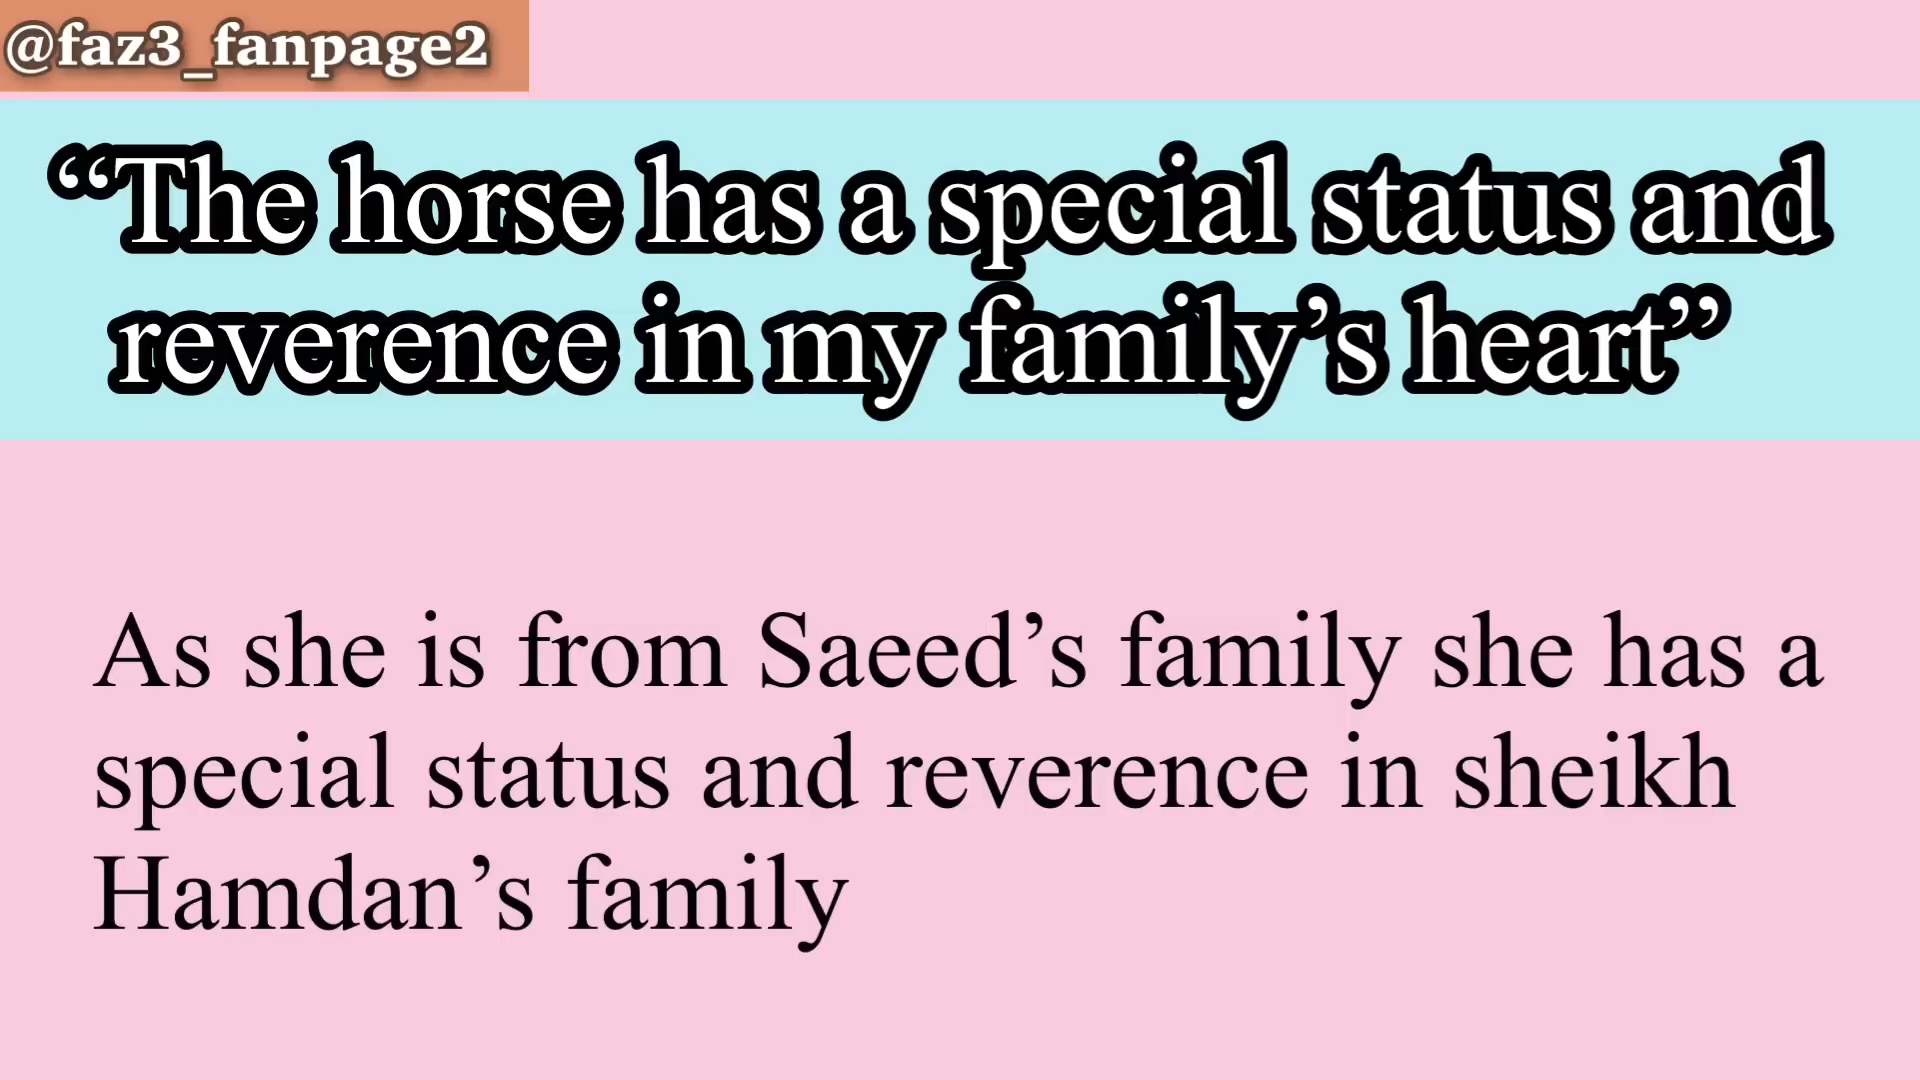 @faz3_fanpage2
“The horse has a special status and
reverence in my family’s heart”
As she is from Saeed’s family she has a
special status and reverence in sheikh
Hamdan’s family